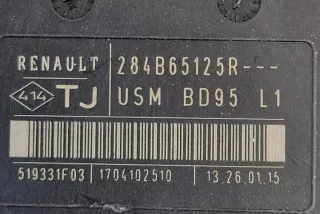 RENAULT 284B65125R---
414 TJ USM BD95 L1
519331F03 1704102510 13.26.01.15